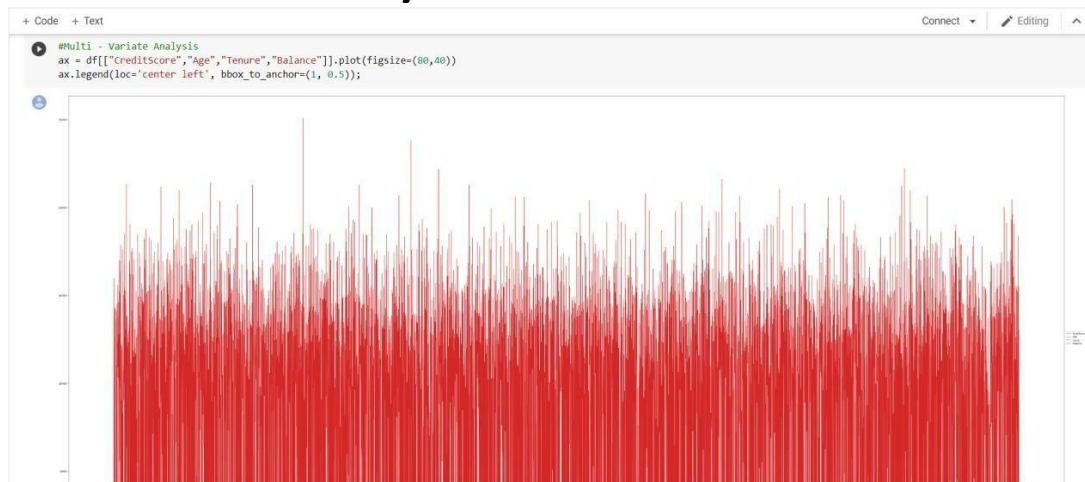 + Code + Text Connect Editing
#Multi - Variate Analysis
ax = df[["CreditScore","Age","Tenure","Balance"]].plot(figsize=(80,40))
ax.legend(loc='center left', bbox_to_anchor=(1, 0.5));